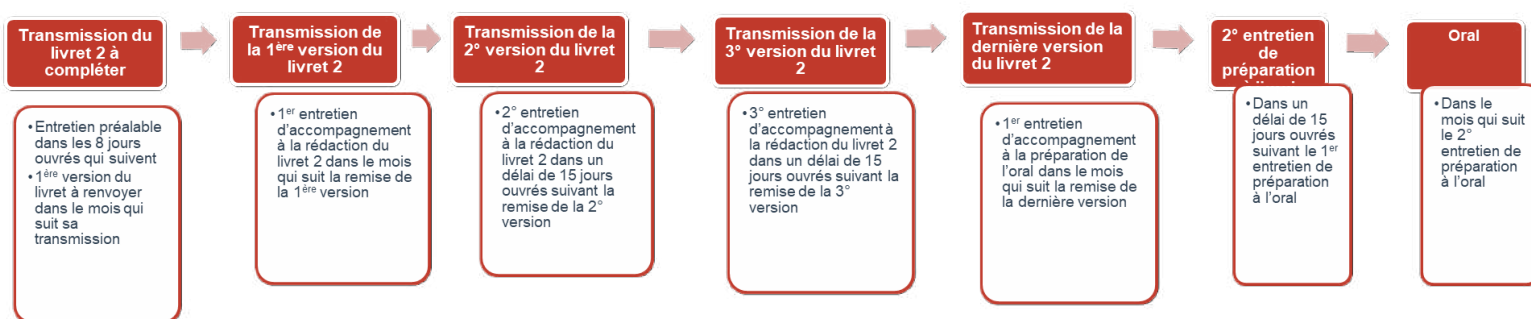 Transmission du
livret 2 à
compléter
• Entretien préalable
dans les 8 jours
ouvrés qui suivent
• 1ère version du
livret à renvoyer
dans le mois qui
suit sa
transmission
Transmission de
la 1ère version du
livret 2
• 1er entretien
d'accompagnement
à la rédaction du
livret 2 dans le mois
qui suit la remise de
la 1ère version
Transmission de la
2° version du livret
2
• 2° entretien
d'accompagnement
à la rédaction du
livret 2 dans un
délai de 15 jours
ouvrés suivant la
remise de la 2°
version
Transmission de la
3° version du livret
2
• 3° entretien
d'accompagnement à
la rédaction du livret 2
dans un délai de 15
jours ouvrés suivant la
remise de la 3°
version
Transmission de la
dernière version
du livret 2
• 1er entretien
d'accompagnement
à la préparation de
l'oral dans le mois
qui suit la remise de
la dernière version
2° entretien
de
préparation
• Dans un
délai de 15
jours ouvrés
suivant le 1er
entretien de
préparation
à l'oral
Oral
• Dans le
mois qui suit
le 2°
entretien de
préparation
à l'oral